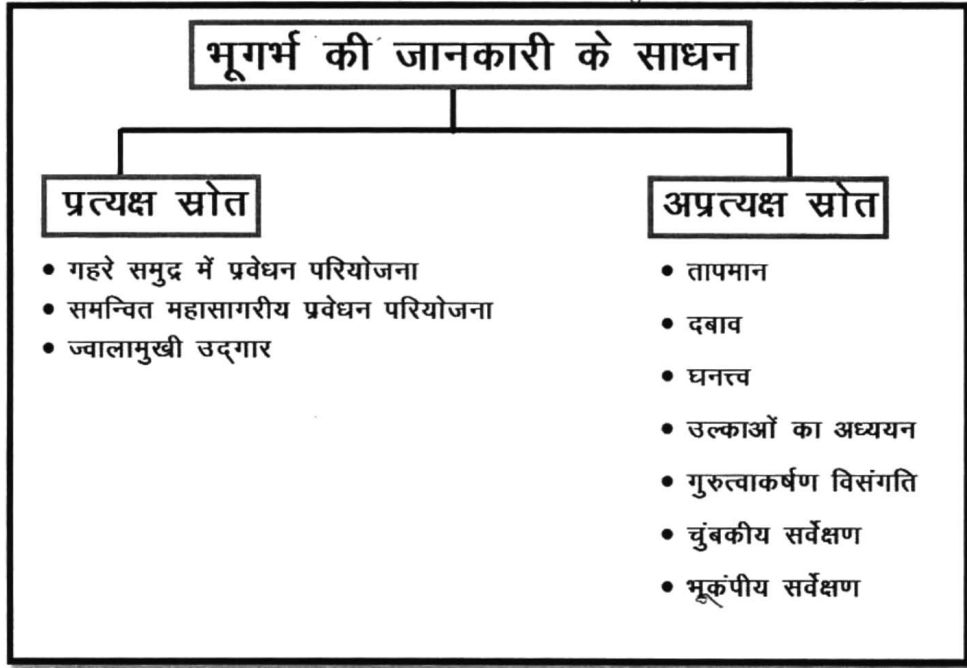 भूगर्भ की जानकारी के साधन
प्रत्यक्ष स्रोत
• गहरे समुद्र में प्रवेधन परियोजना
• समन्वित महासागरीय प्रवेधन परियोजना
• ज्वालामुखी उद्‌गार
अप्रत्यक्ष स्रोत
• तापमान
• दबाव
• घनत्त्व
• उल्काओं का अध्ययन
• गुरुत्वाकर्षण विसंगति
• चुंबकीय सर्वेक्षण
• भूकंपीय सर्वेक्षण